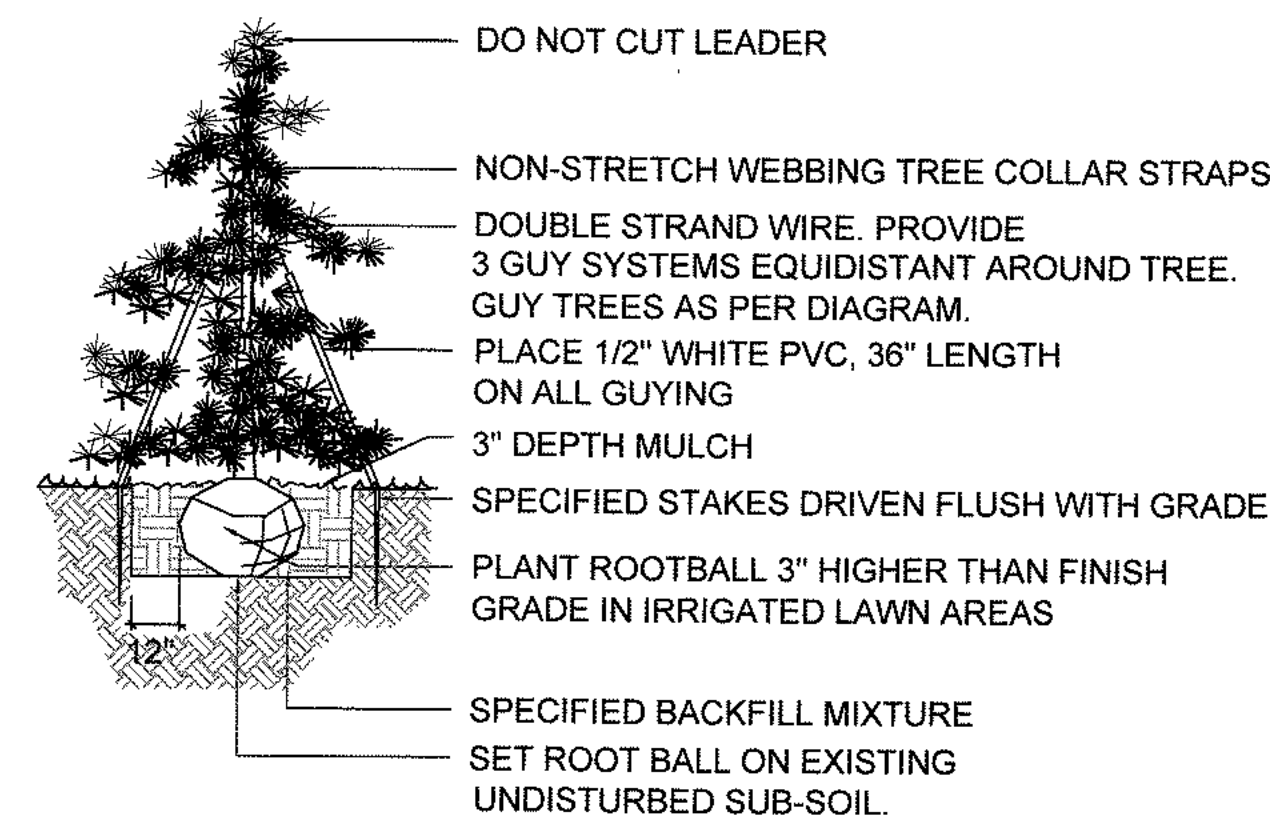 DO NOT CUT LEADER
NON-STRETCH WEBBING TREE COLLAR STRAPS
DOUBLE STRAND WIRE. PROVIDE
3 GUY SYSTEMS EQUIDISTANT AROUND TREE.
GUY TREES AS PER DIAGRAM.
PLACE 1/2" WHITE PVC, 36" LENGTH
ON ALL GUYING
3" DEPTH MULCH
SPECIFIED STAKES DRIVEN FLUSH WITH GRADE
PLANT ROOTBALL 3" HIGHER THAN FINISH
GRADE IN IRRIGATED LAWN AREAS
12"
SPECIFIED BACKFILL MIXTURE
SET ROOT BALL ON EXISTING
UNDISTURBED SUB-SOIL.